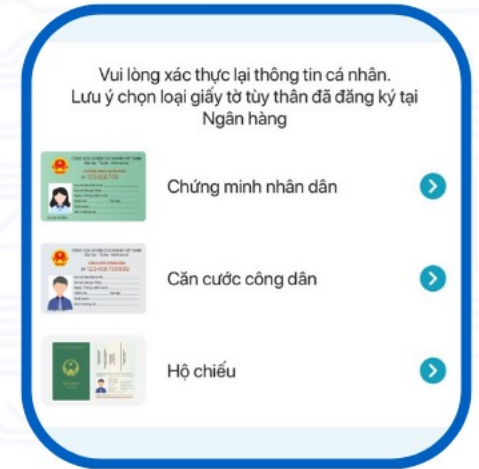 Vui lòng xác thực lại thông tin cá nhân.
Lưu ý chọn loại giấy tờ tùy thân đã đăng ký tại
Ngân hàng
123456789
Chứng minh nhân dân
Căn cước công dân
Hộ chiếu